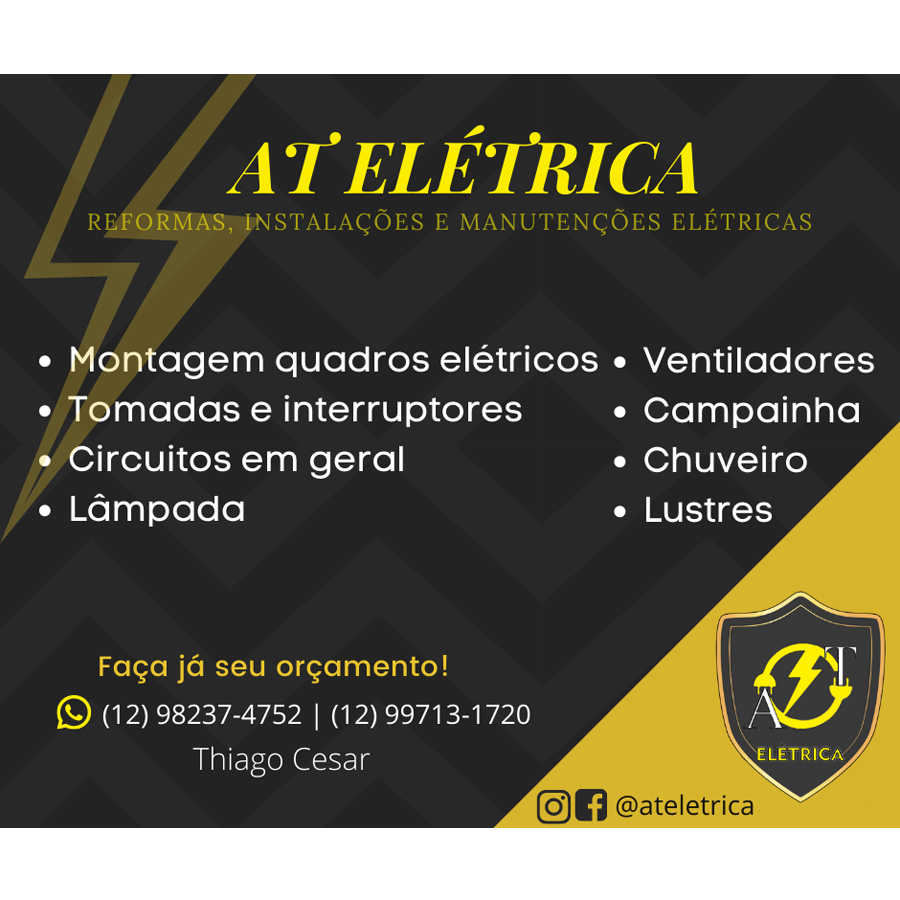 AT ELÉTRICA
REFORMAS, INSTALAÇÕES E MANUTENÇÕES ELÉTRICAS
• Montagem quadros elétricos
• Tomadas e interruptores
• Circuitos em geral
• Lâmpada
• Ventiladores
• Campainha
• Chuveiro
• Lustres
Faça já seu orçamento!
(12) 98237-4752 | (12) 99713-1720
Thiago Cesar
A T
ELÉTRICA
@ateletrica